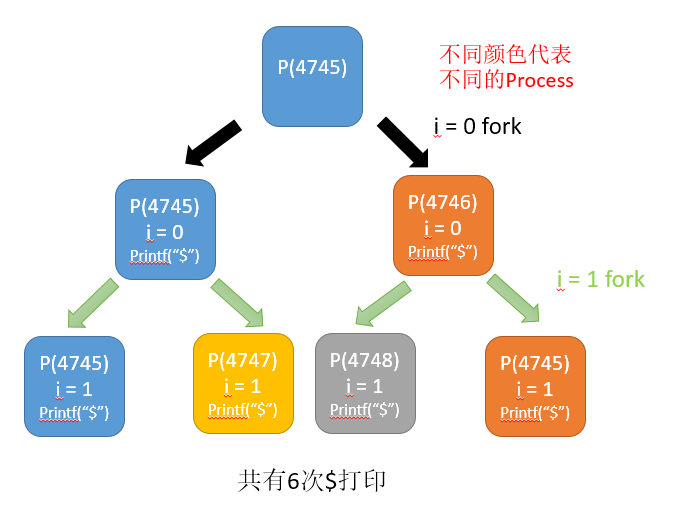 P(4745)
不同颜色代表
不同的Process
i = 0 fork
P(4745)
i = 0
Printf(“$”)
P(4746)
i = 0
Printf(“$”)
i = 1 fork
P(4745)
i = 1
Printf(“$”)
P(4747)
i = 1
Printf(“$”)
P(4748)
i = 1
Printf(“$”)
P(4745)
i = 1
Printf(“$”)
共有6次$打印